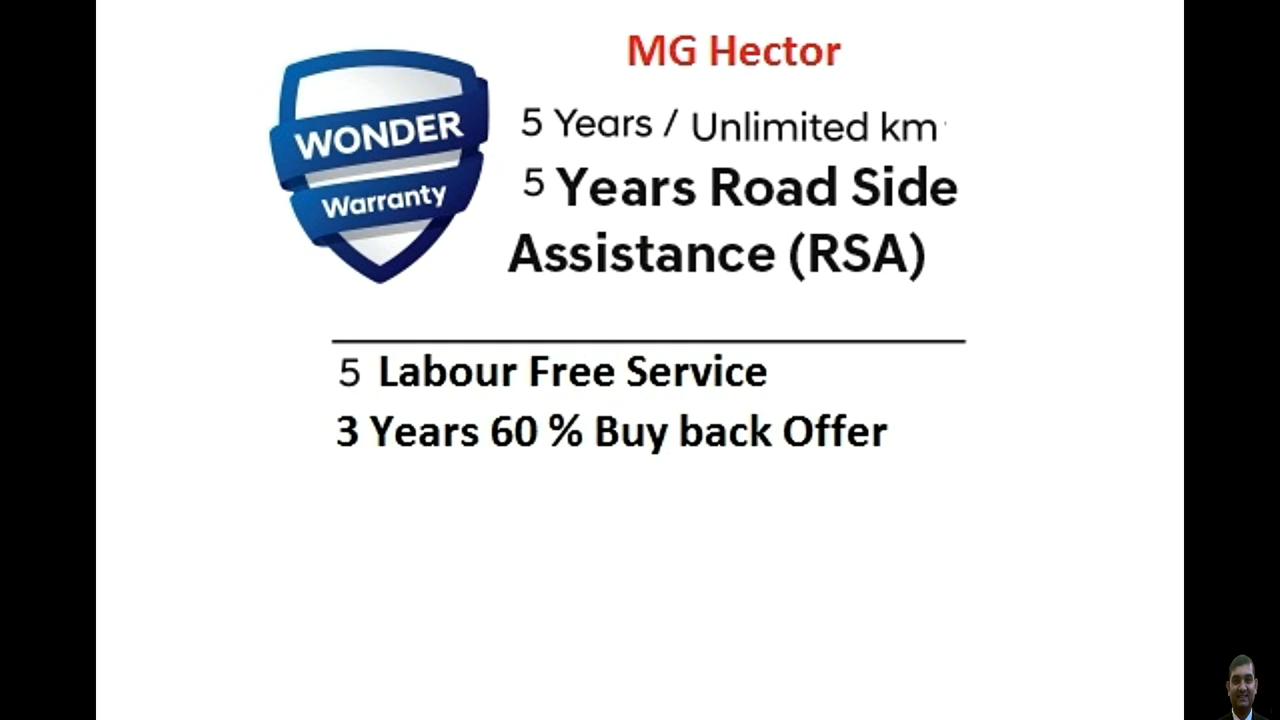 MG Hector
WONDER
Warranty
5 Years / Unlimited km
5 Years Road Side
Assistance (RSA)
5 Labour Free Service
3 Years 60 % Buy back Offer